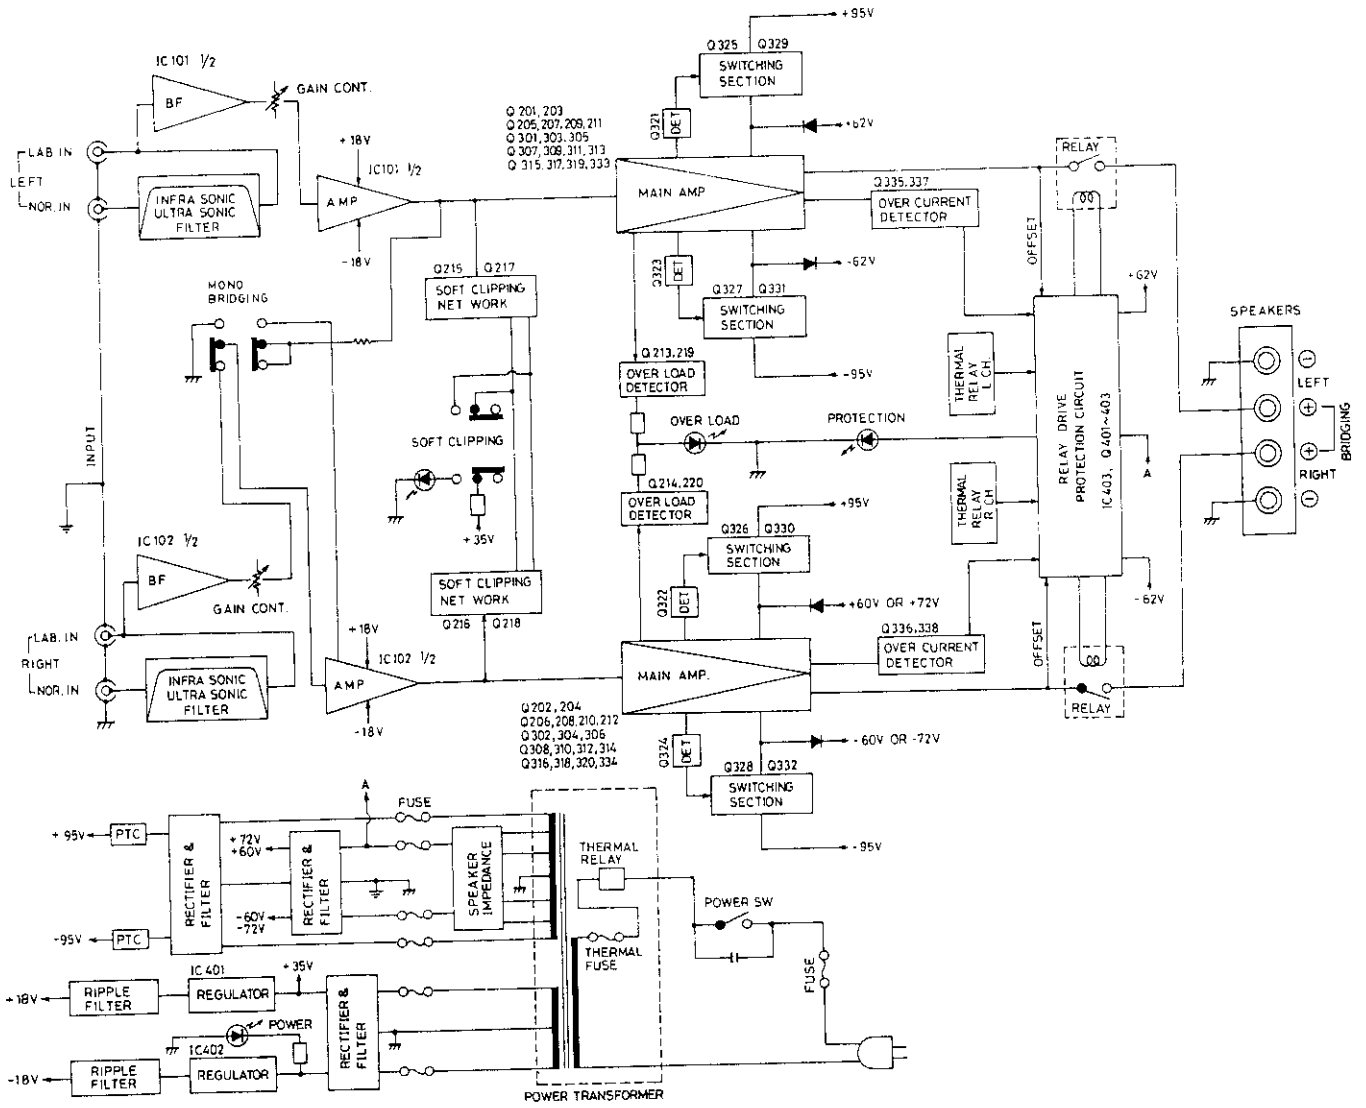 +95V
Q325 Q329
SWITCHING
SECTION
IC101 1/2
BF
GAIN CONT.
Q321
DET
+62V
Q 201, 203
Q 205, 207, 209, 211
Q 301, 303, 305
Q 307, 309, 311, 313
Q 315, 317, 319, 333
RELAY
LAB. IN
LEFT
NOR. IN
INFRA SONIC
ULTRA SONIC
FILTER
+18V
IC101 1/2
AMP
-18V
MAIN AMP.
Q335, 337
OVER CURRENT
DETECTOR
OFFSET
Q215 Q217
SOFT CLIPPING
NET WORK
Q323
DET
-62V
Q327 Q331
SWITCHING
SECTION
-95V
+62V
MONO
BRIDGING
SPEAKERS
Q 213, 219
OVER LOAD
DETECTOR
THERMAL
RELAY
L CH.
LEFT
BRIDGING
RIGHT
− + + −
SOFT CLIPPING
OVER LOAD
PROTECTION
RELAY DRIVE
PROTECTION CIRCUIT
IC403, Q401~403
A
INPUT
+35V
Q214, 220
OVER LOAD
DETECTOR
THERMAL
RELAY
R CH.
+95V
Q326 Q330
SWITCHING
SECTION
IC102 1/2
BF
GAIN CONT.
SOFT CLIPPING
NET WORK
Q216 Q218
Q322
DET
+60V OR +72V
-62V
Q336, 338
OVER CURRENT
DETECTOR
OFFSET
LAB. IN
RIGHT
NOR. IN
INFRA SONIC
ULTRA SONIC
FILTER
+18V
IC102 1/2
AMP
-18V
MAIN AMP.
RELAY
Q202, 204
Q206, 208, 210, 212
Q302, 304, 306
Q308, 310, 312, 314
Q316, 318, 320, 334
Q324
DET
-60V OR -72V
Q328 Q332
SWITCHING
SECTION
-95V
A
FUSE
+95V
PTC
RECTIFIER &
FILTER
+72V
+60V
RECTIFIER &
FILTER
-60V
-72V
SPEAKER
IMPEDANCE
-95V
PTC
THERMAL
RELAY
THERMAL
FUSE
POWER SW
FUSE
+18V
RIPPLE
FILTER
IC401
REGULATOR
+35V
RECTIFIER &
FILTER
POWER
IC402
-18V
RIPPLE
FILTER
REGULATOR
POWER TRANSFORMER